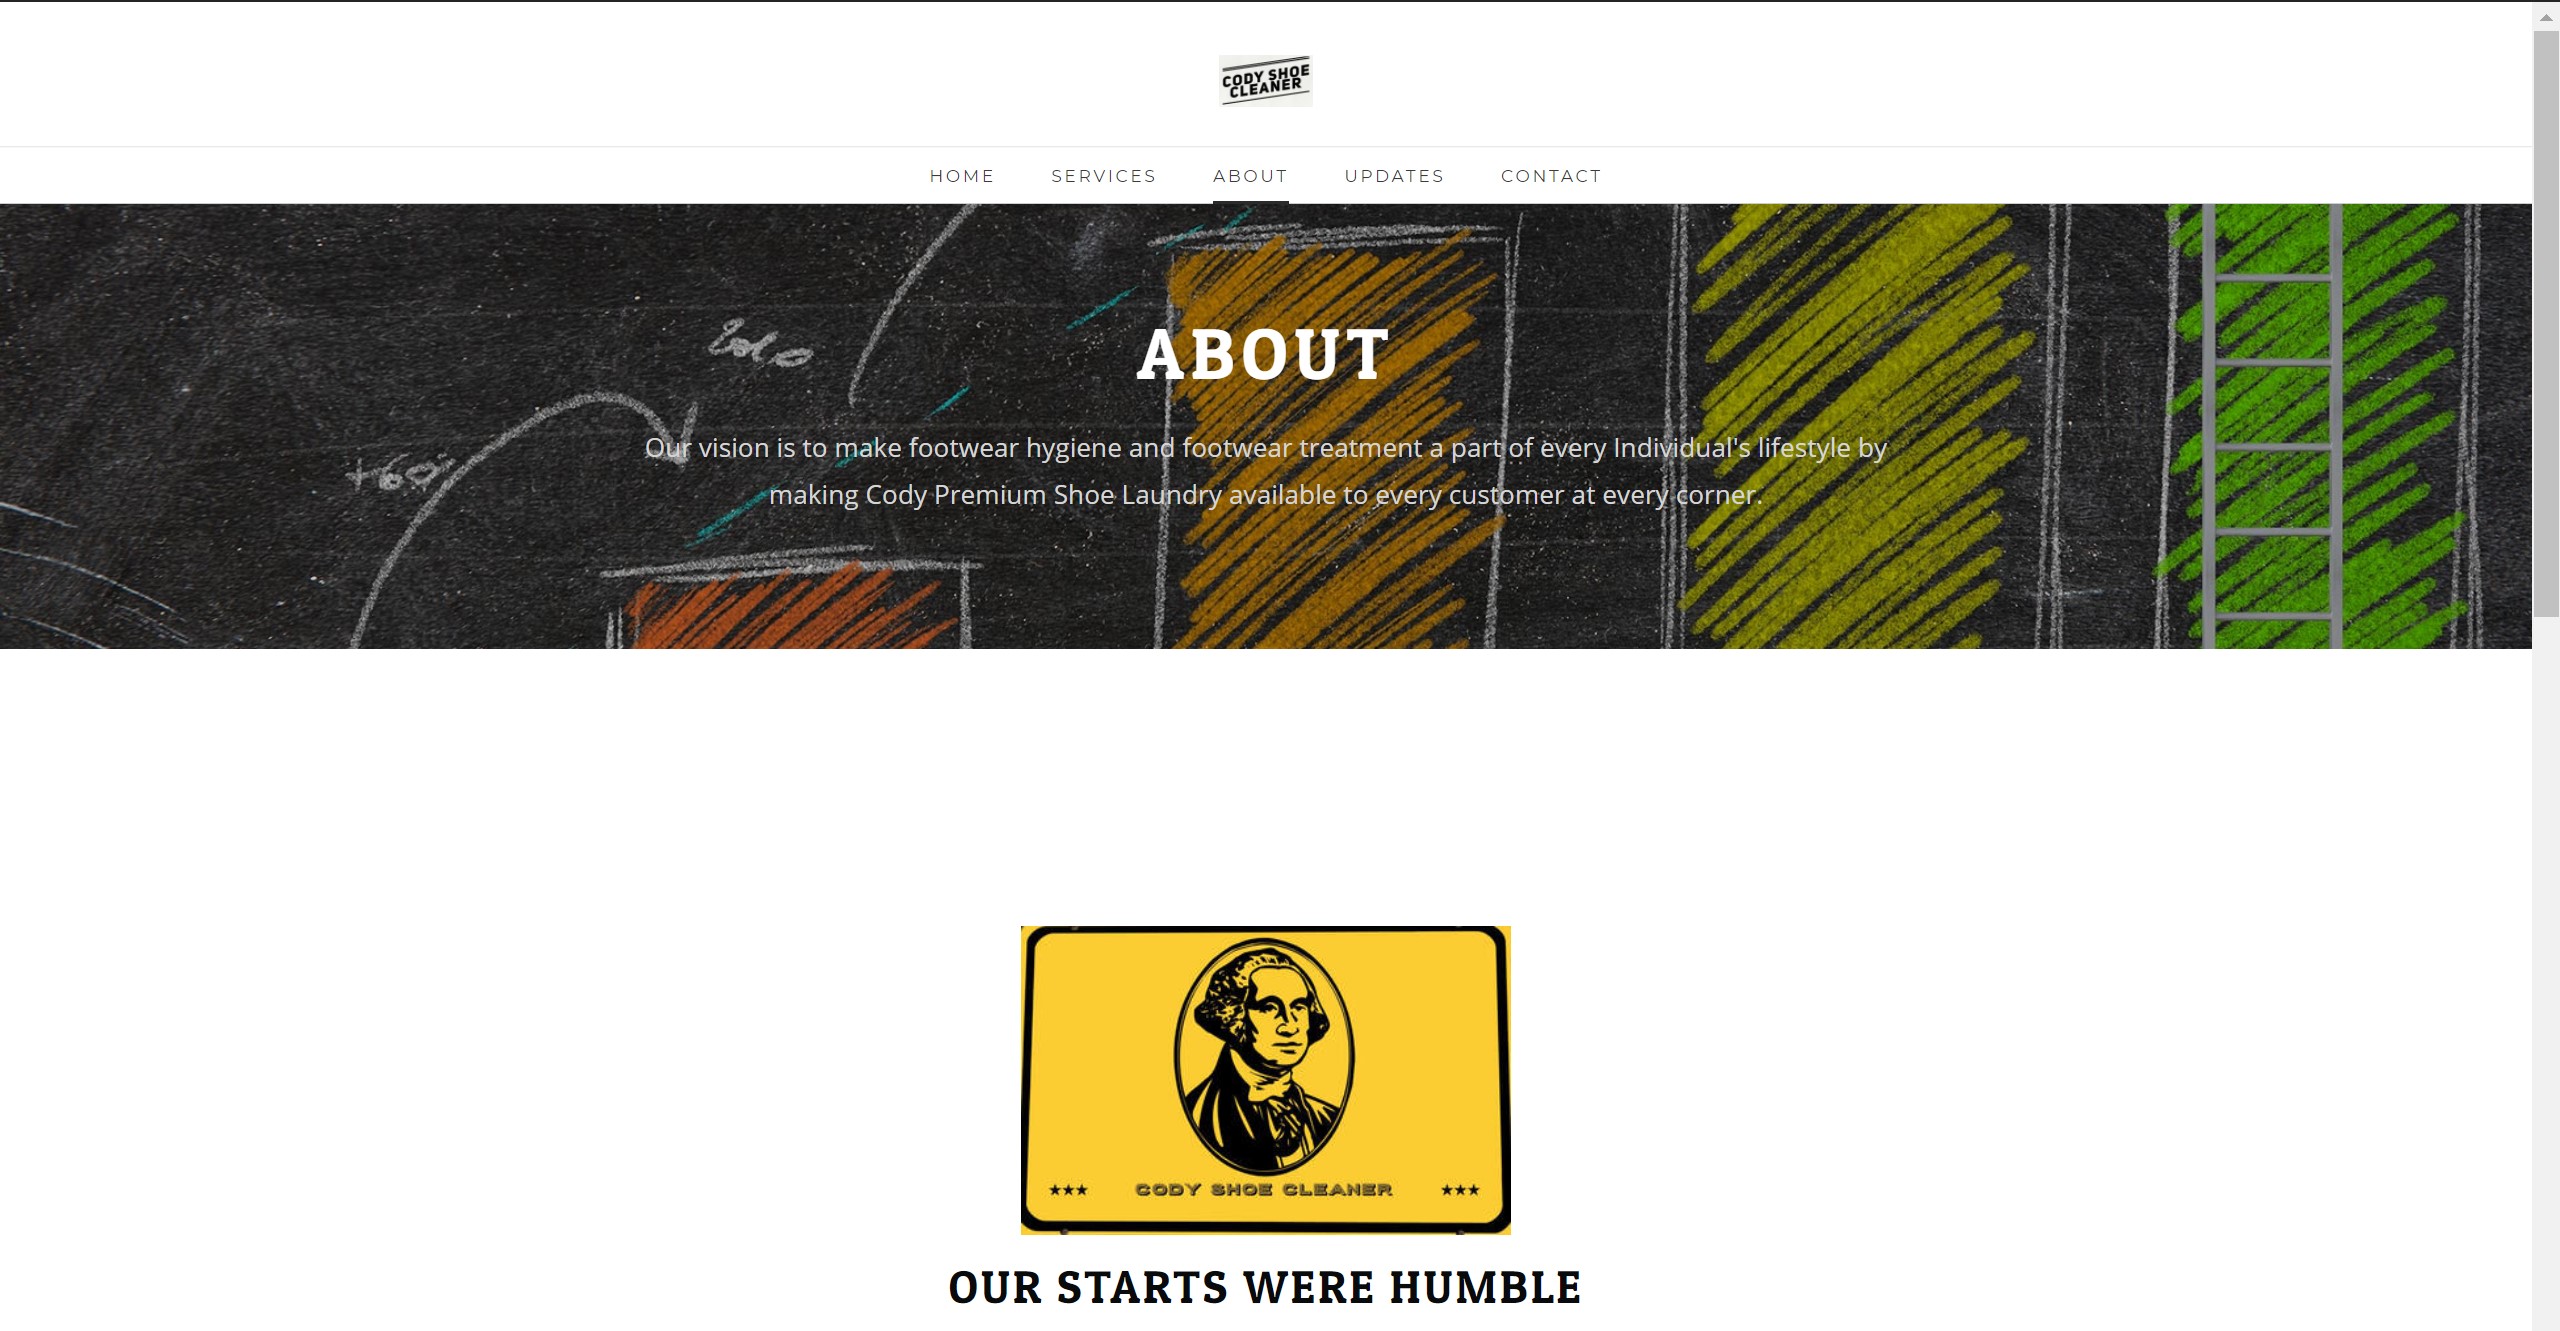 CODY SHOE
CLEANER
HOME SERVICES ABOUT UPDATES CONTACT
ABOUT
+60%
Our vision is to make footwear hygiene and footwear treatment a part of every Individual's lifestyle by
making Cody Premium Shoe Laundry available to every customer at every corner.
★★★ CODY SHOE CLEANER ★★★
OUR STARTS WERE HUMBLE